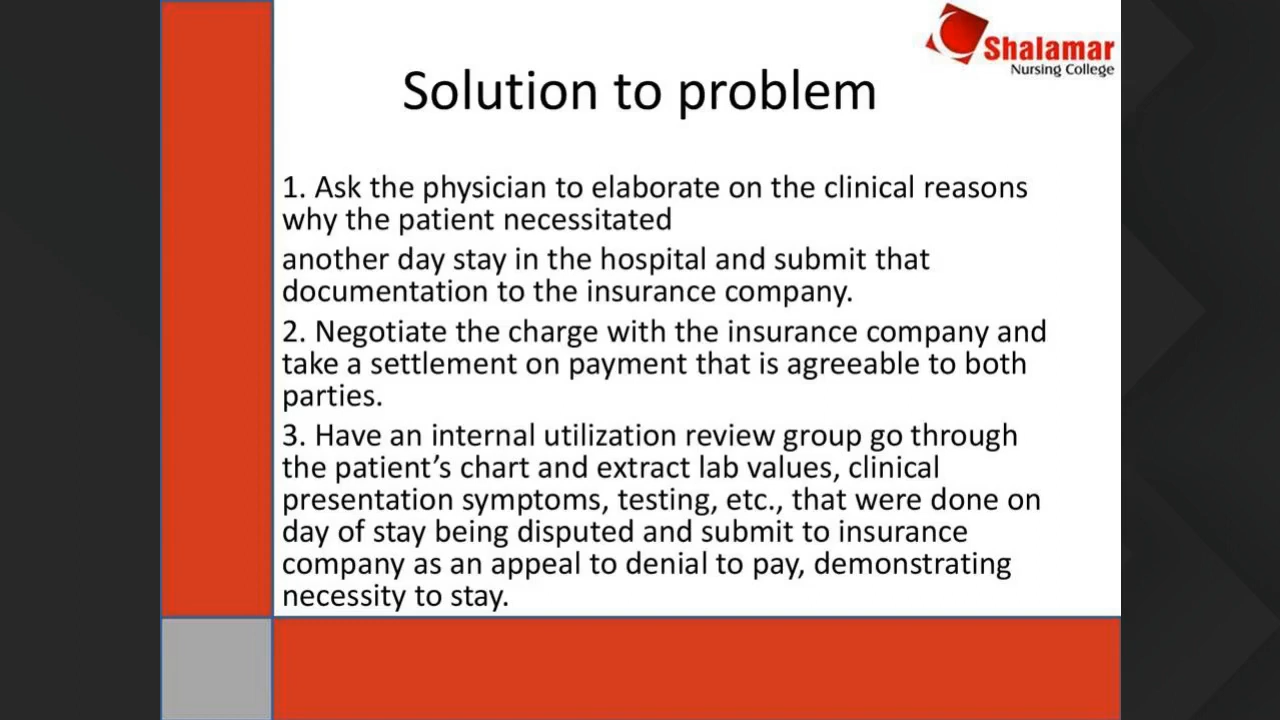 Shalamar
Nursing College
Solution to problem
1. Ask the physician to elaborate on the clinical reasons
why the patient necessitated
another day stay in the hospital and submit that
documentation to the insurance company.
2. Negotiate the charge with the insurance company and
take a settlement on payment that is agreeable to both
parties.
3. Have an internal utilization review group go through
the patient’s chart and extract lab values, clinical
presentation symptoms, testing, etc., that were done on
day of stay being disputed and submit to insurance
company as an appeal to denial to pay, demonstrating
necessity to stay.